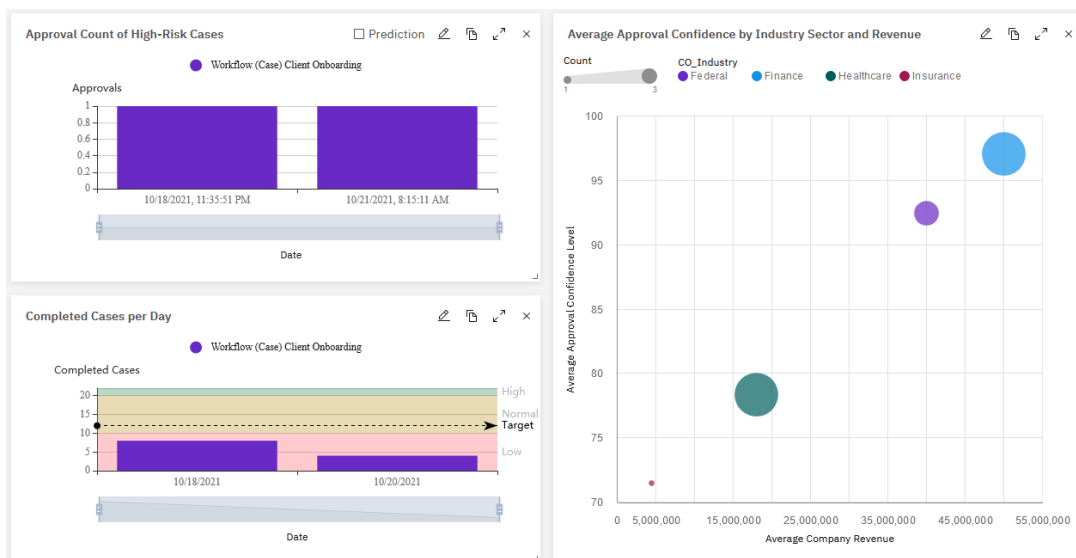 Approval Count of High-Risk Cases
Prediction
Workflow (Case) Client Onboarding
Approvals
1
0.8
0.6
0.4
0.2
0
10/18/2021, 11:35:51 PM
10/21/2021, 8:15:11 AM
Date
Completed Cases per Day
Workflow (Case) Client Onboarding
Completed Cases
20
15
10
5
0
High
Normal
Target
Low
10/18/2021
10/20/2021
Date
Average Approval Confidence by Industry Sector and Revenue
Count
1
3
CO_Industry
Federal
Finance
Healthcare
Insurance
Average Approval Confidence Level
100
95
90
85
80
75
70
0
5,000,000
15,000,000
25,000,000
35,000,000
45,000,000
55,000,000
Average Company Revenue